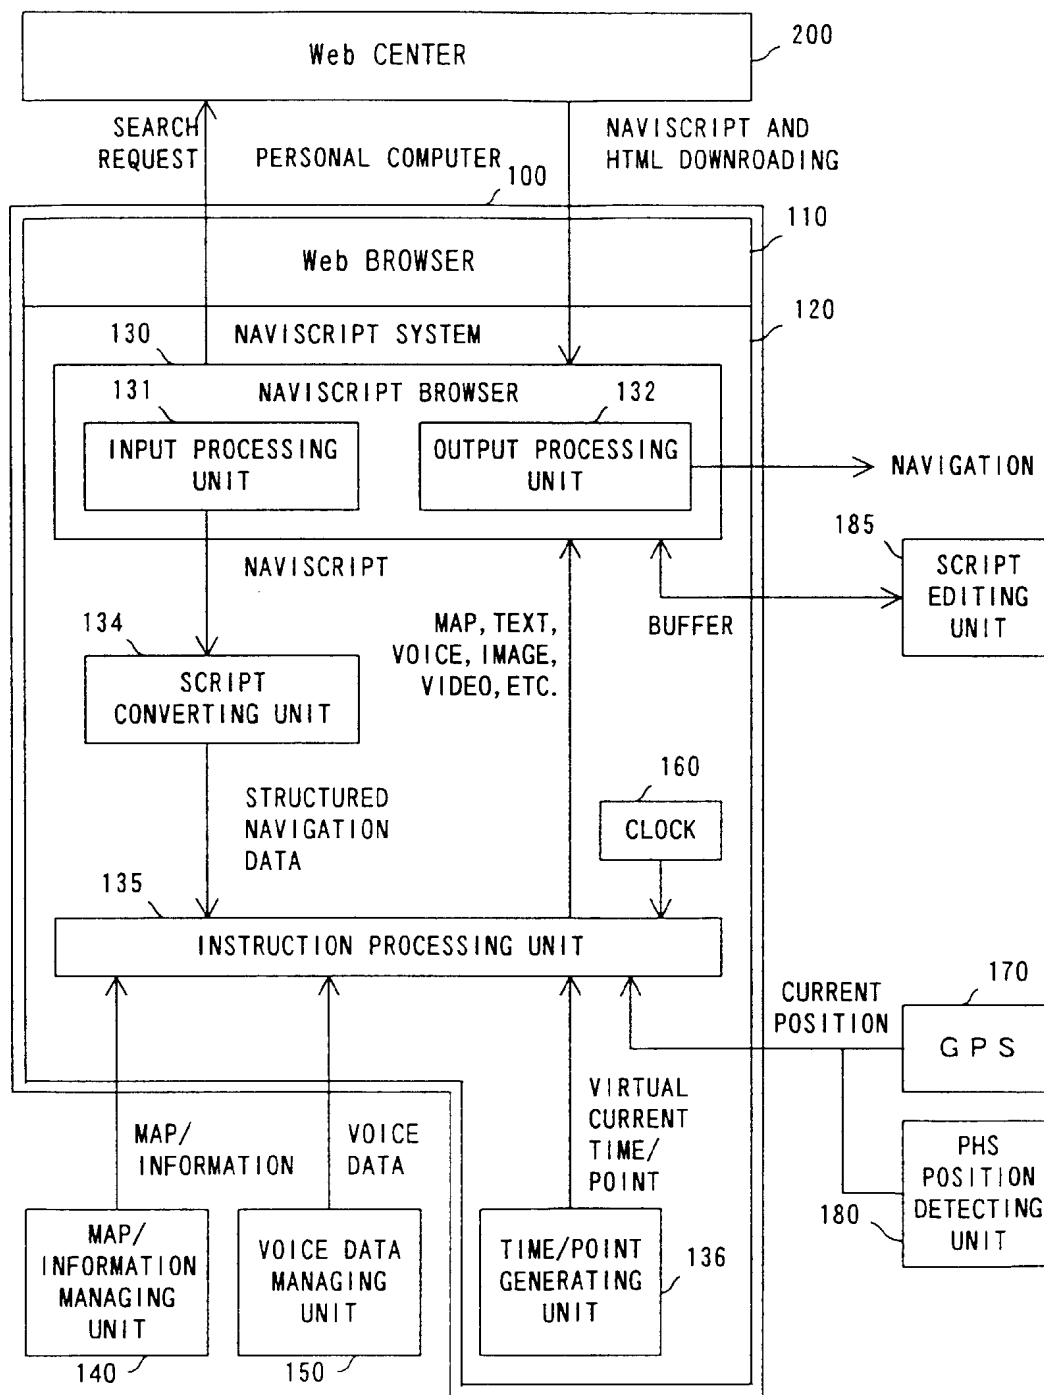 Web CENTER
200
SEARCH
REQUEST
PERSONAL COMPUTER
NAVISCRIPT AND
HTML DOWNROADING
100
110
Web BROWSER
120
NAVISCRIPT SYSTEM
130
NAVISCRIPT BROWSER
131
132
INPUT PROCESSING
UNIT
OUTPUT PROCESSING
UNIT
NAVIGATION
185
SCRIPT
EDITING
UNIT
NAVISCRIPT
BUFFER
134
MAP, TEXT,
VOICE, IMAGE,
VIDEO, ETC.
SCRIPT
CONVERTING UNIT
160
CLOCK
STRUCTURED
NAVIGATION
DATA
135
INSTRUCTION PROCESSING UNIT
CURRENT
POSITION
170
GPS
MAP/
INFORMATION
VOICE
DATA
VIRTUAL
CURRENT
TIME/
POINT
PHS
POSITION
DETECTING
UNIT
180
MAP/
INFORMATION
MANAGING
UNIT
140
VOICE DATA
MANAGING
UNIT
150
TIME/POINT
GENERATING
UNIT
136